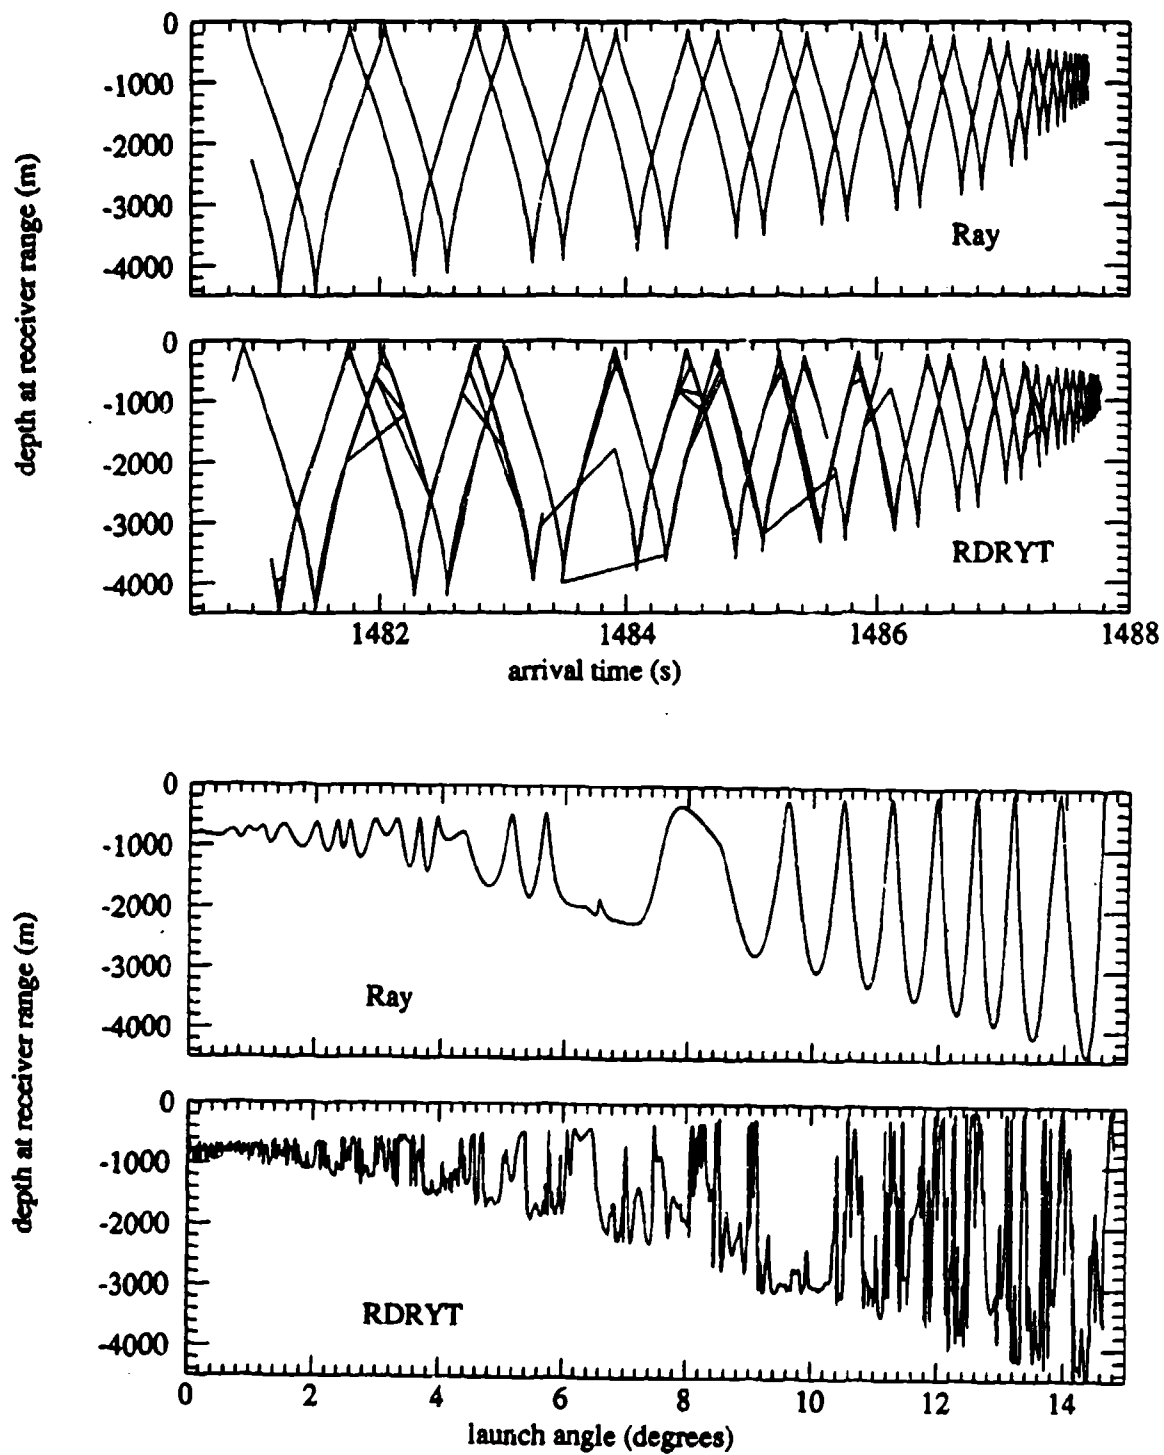 0
-1000
-2000
-3000
-4000
Ray
0
-1000
-2000
-3000
-4000
RDRYT
depth at receiver range (m)
1482 1484 1486 1488
arrival time (s)
0
-1000
-2000
-3000
-4000
Ray
0
-1000
-2000
-3000
-4000
RDRYT
depth at receiver range (m)
0 2 4 6 8 10 12 14
launch angle (degrees)